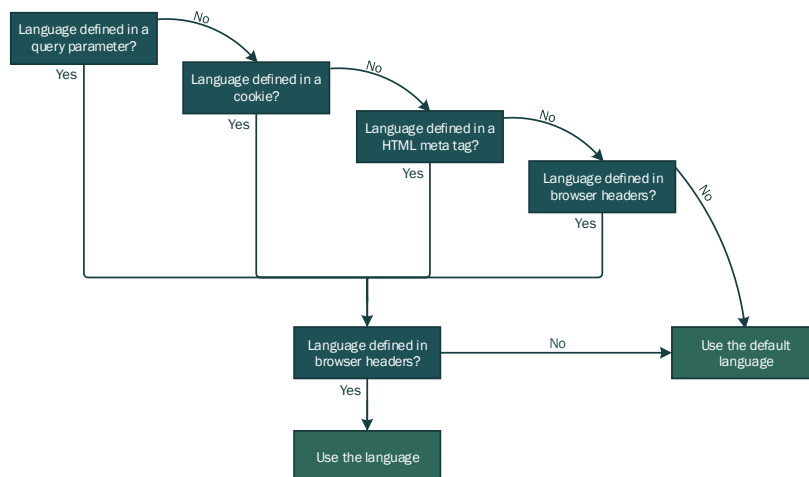 Language defined in a
query parameter?
No
Yes
Language defined in a
cookie?
No
Yes
Language defined in a
HTML meta tag?
No
Yes
Language defined in
browser headers?
No
Yes
Language defined in
browser headers?
No
Yes
Use the default
language
Use the language